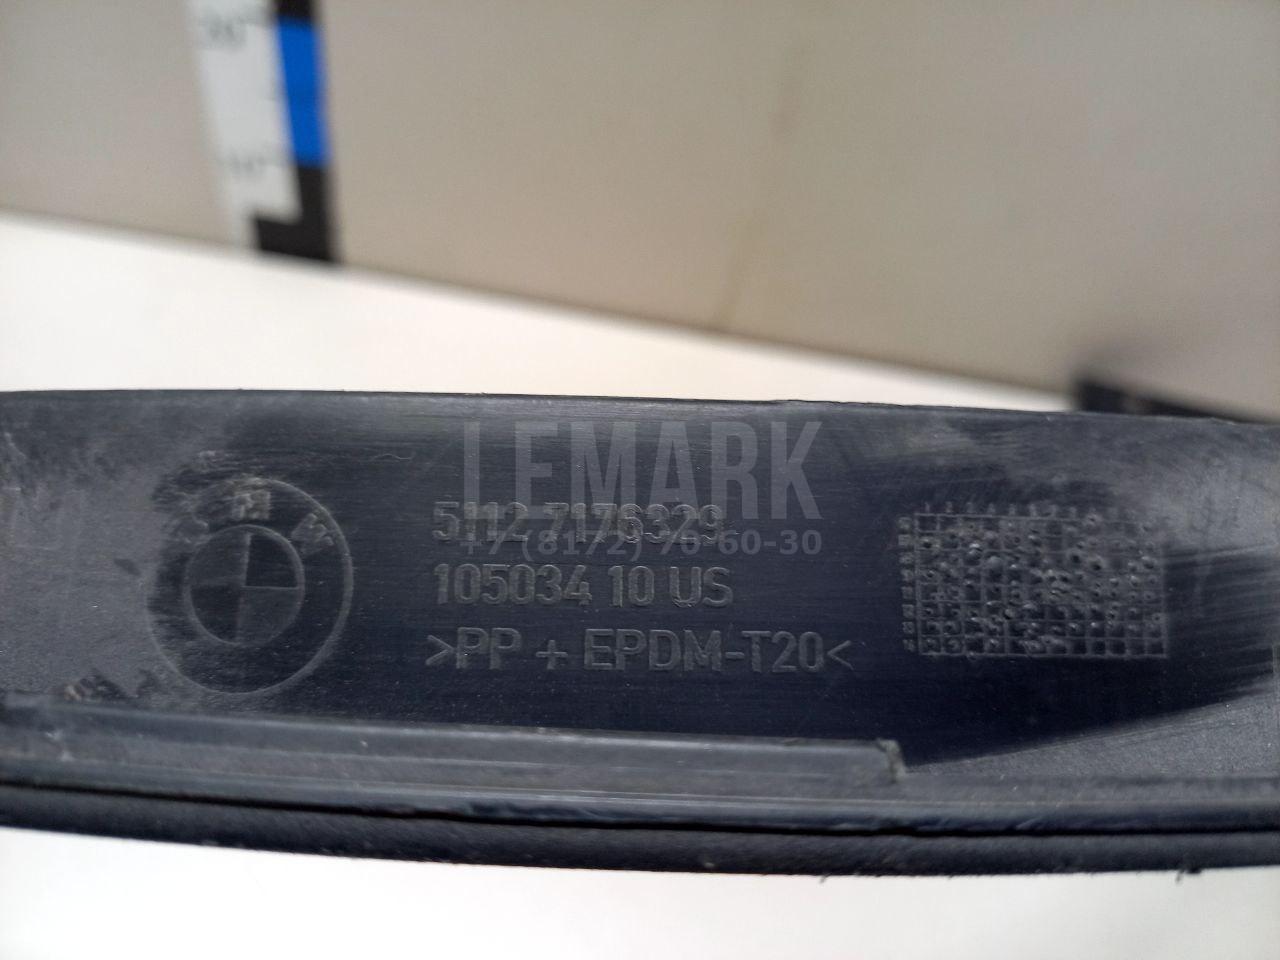 LEMARK
5112 7176329
+7 (8172) 70-60-30
105034 10 US
>PP + EPDM-T20<